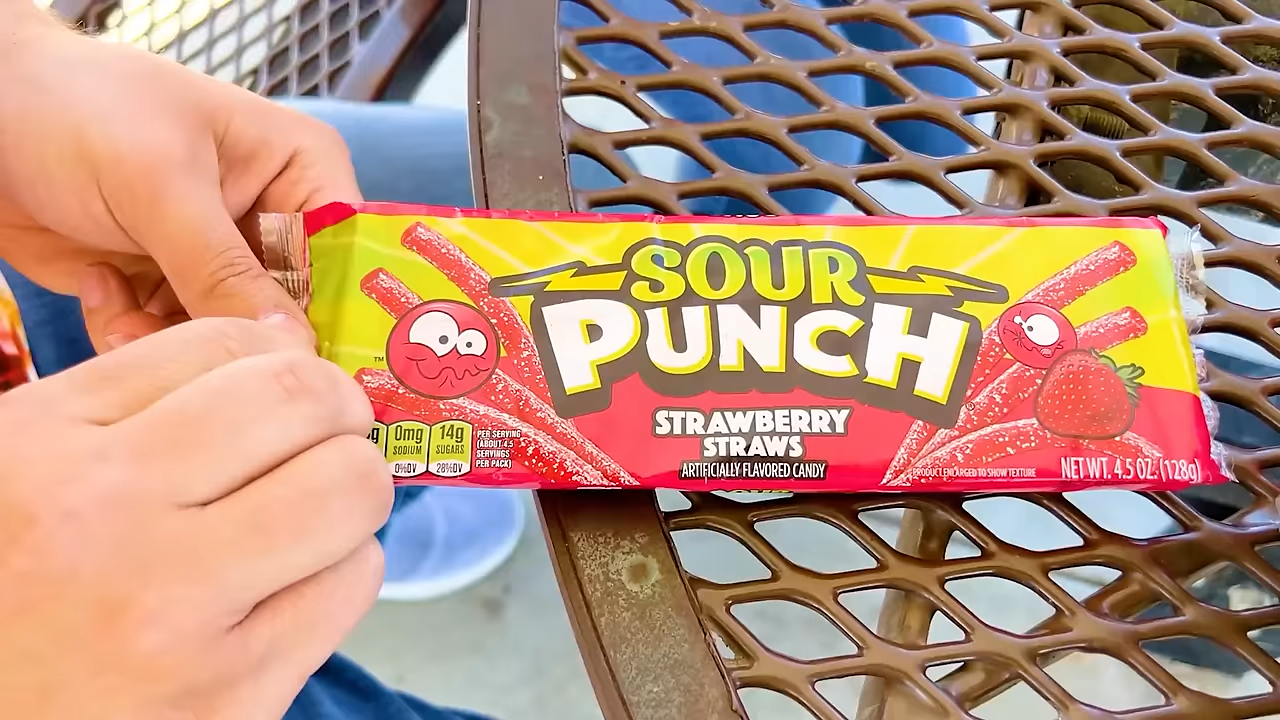 SOUR
PUNCH
™
STRAWBERRY
STRAWS
ARTIFICIALLY FLAVORED CANDY
g 0mg 14g
SODIUM SUGARS
0%DV 28%DV
PER SERVING
(ABOUT 4.5
SERVINGS
PER PACK)
PRODUCT ENLARGED TO SHOW TEXTURE
NET WT. 4.5 OZ. (128g)